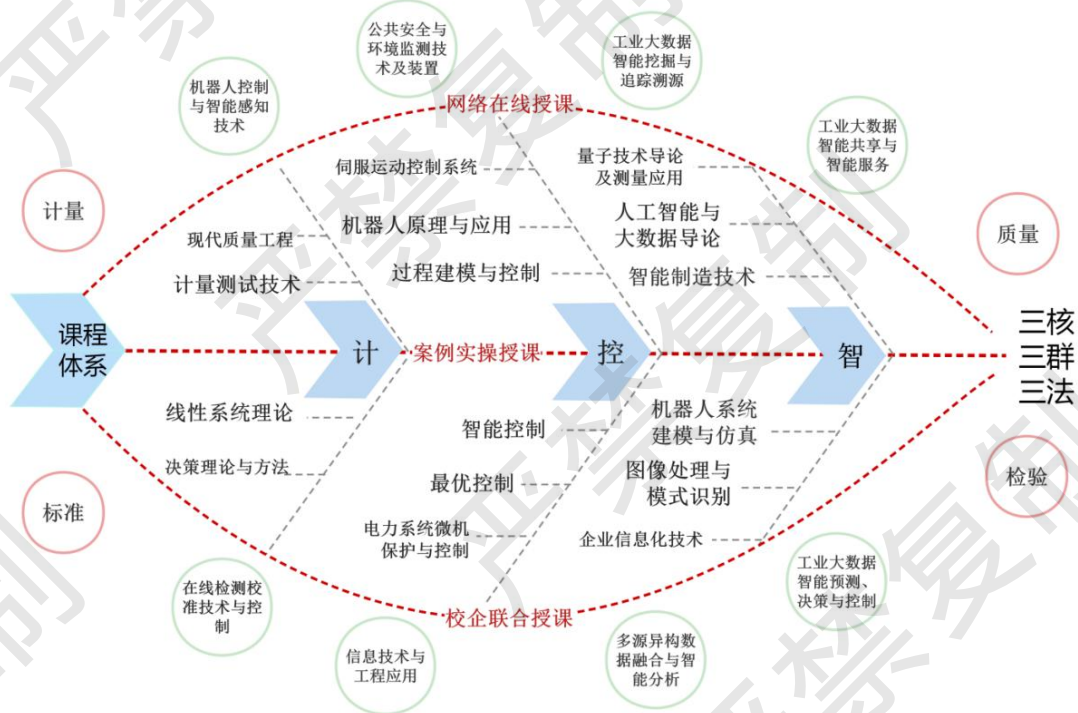 公共安全与
环境监测技
术及装置
工业大数据
智能挖掘与
追踪溯源
机器人控制
与智能感知
技术
网络在线授课
工业大数据
智能共享与
智能服务
伺服运动控制系统
量子技术导论
及测量应用
计量
机器人原理与应用
人工智能与
大数据导论
质量
现代质量工程
过程建模与控制
智能制造技术
计量测试技术
课程
体系
计
案例实操授课
控
智
三核
三群
三法
线性系统理论
智能控制
机器人系统
建模与仿真
决策理论与方法
最优控制
图像处理与
模式识别
检验
标准
电力系统微机
保护与控制
企业信息化技术
在线检测校
准技术与控
制
工业大数据
智能预测、
决策与控制
校企联合授课
信息技术与
工程应用
多源异构数
据融合与智
能分析
严禁复制
严禁复制
严禁复制